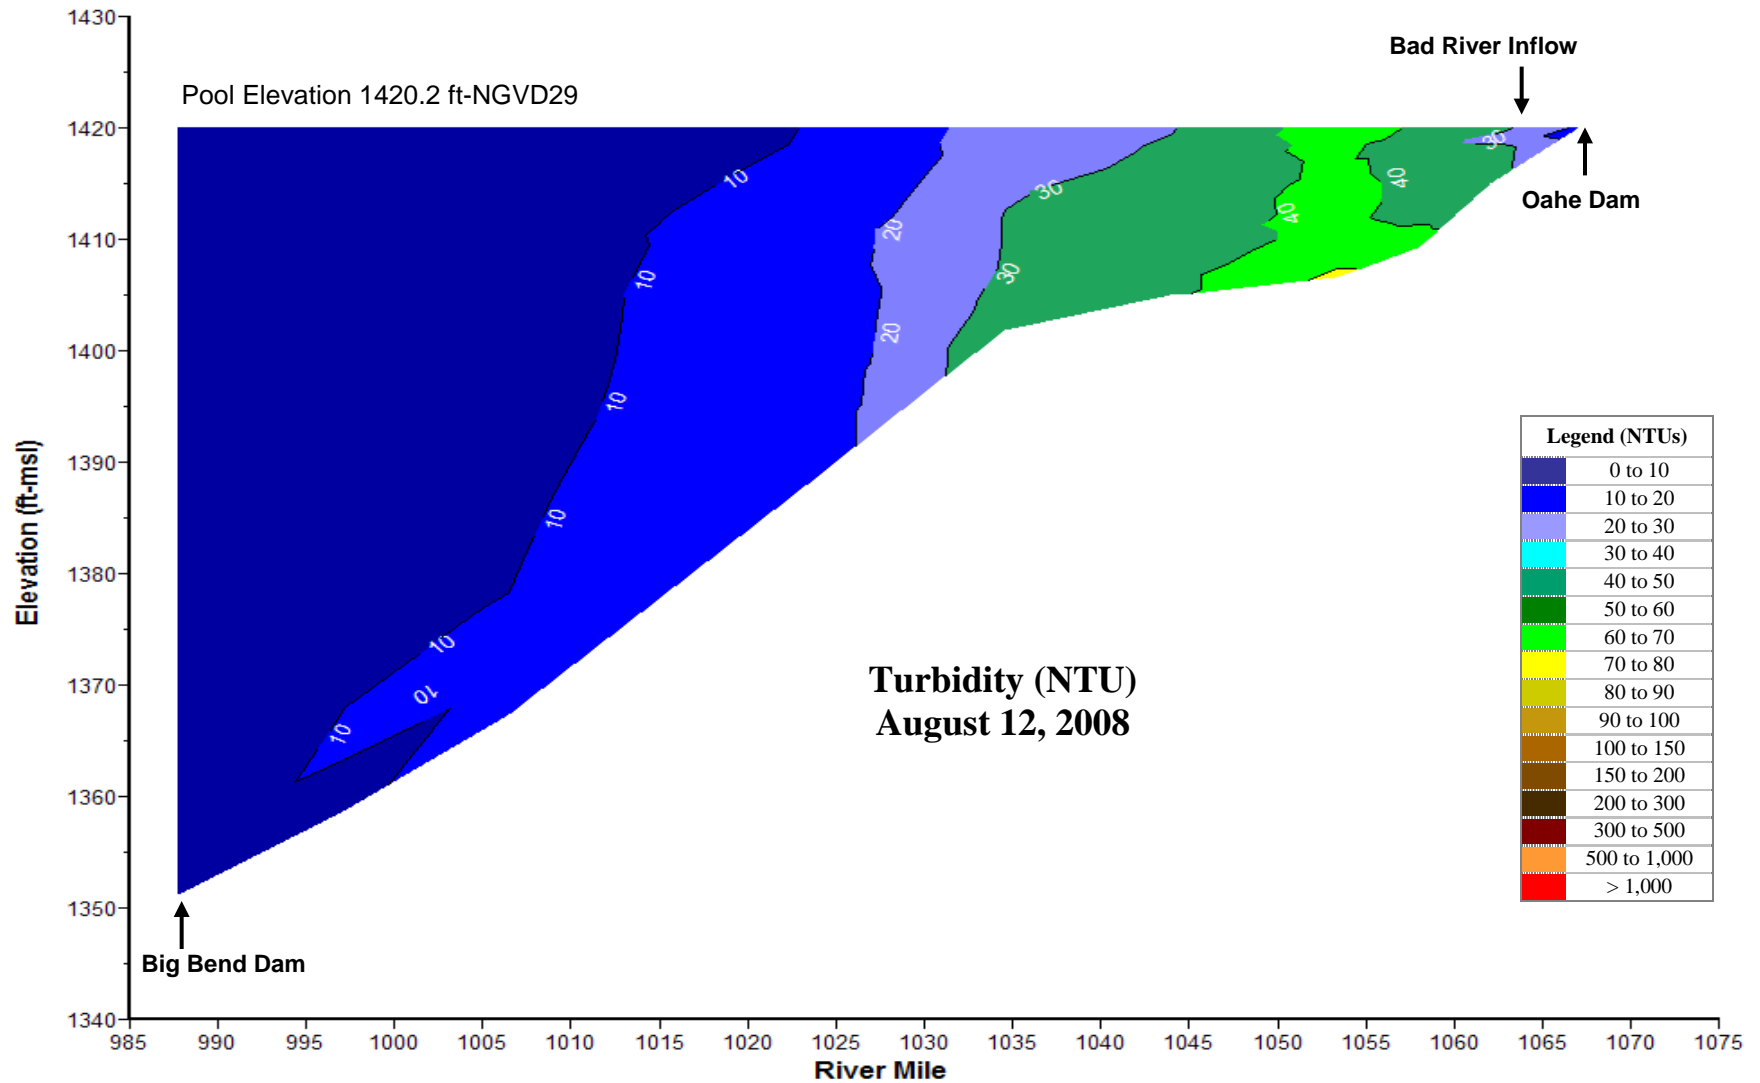 1430
Bad River Inflow
Pool Elevation 1420.2 ft-NGVD29
1420
30
40
10
30
Oahe Dam
40
20
1410
10
30
20
1400
10
Legend (NTUs)
0 to 10
10 to 20
20 to 30
30 to 40
40 to 50
50 to 60
60 to 70
70 to 80
80 to 90
90 to 100
100 to 150
150 to 200
200 to 300
300 to 500
500 to 1,000
> 1,000
1390
Elevation (ft-msl)
10
1380
10
1370
10
10
Turbidity (NTU)
August 12, 2008
1360
1350
Big Bend Dam
1340
985 990 995 1000 1005 1010 1015 1020 1025 1030 1035 1040 1045 1050 1055 1060 1065 1070 1075
River Mile